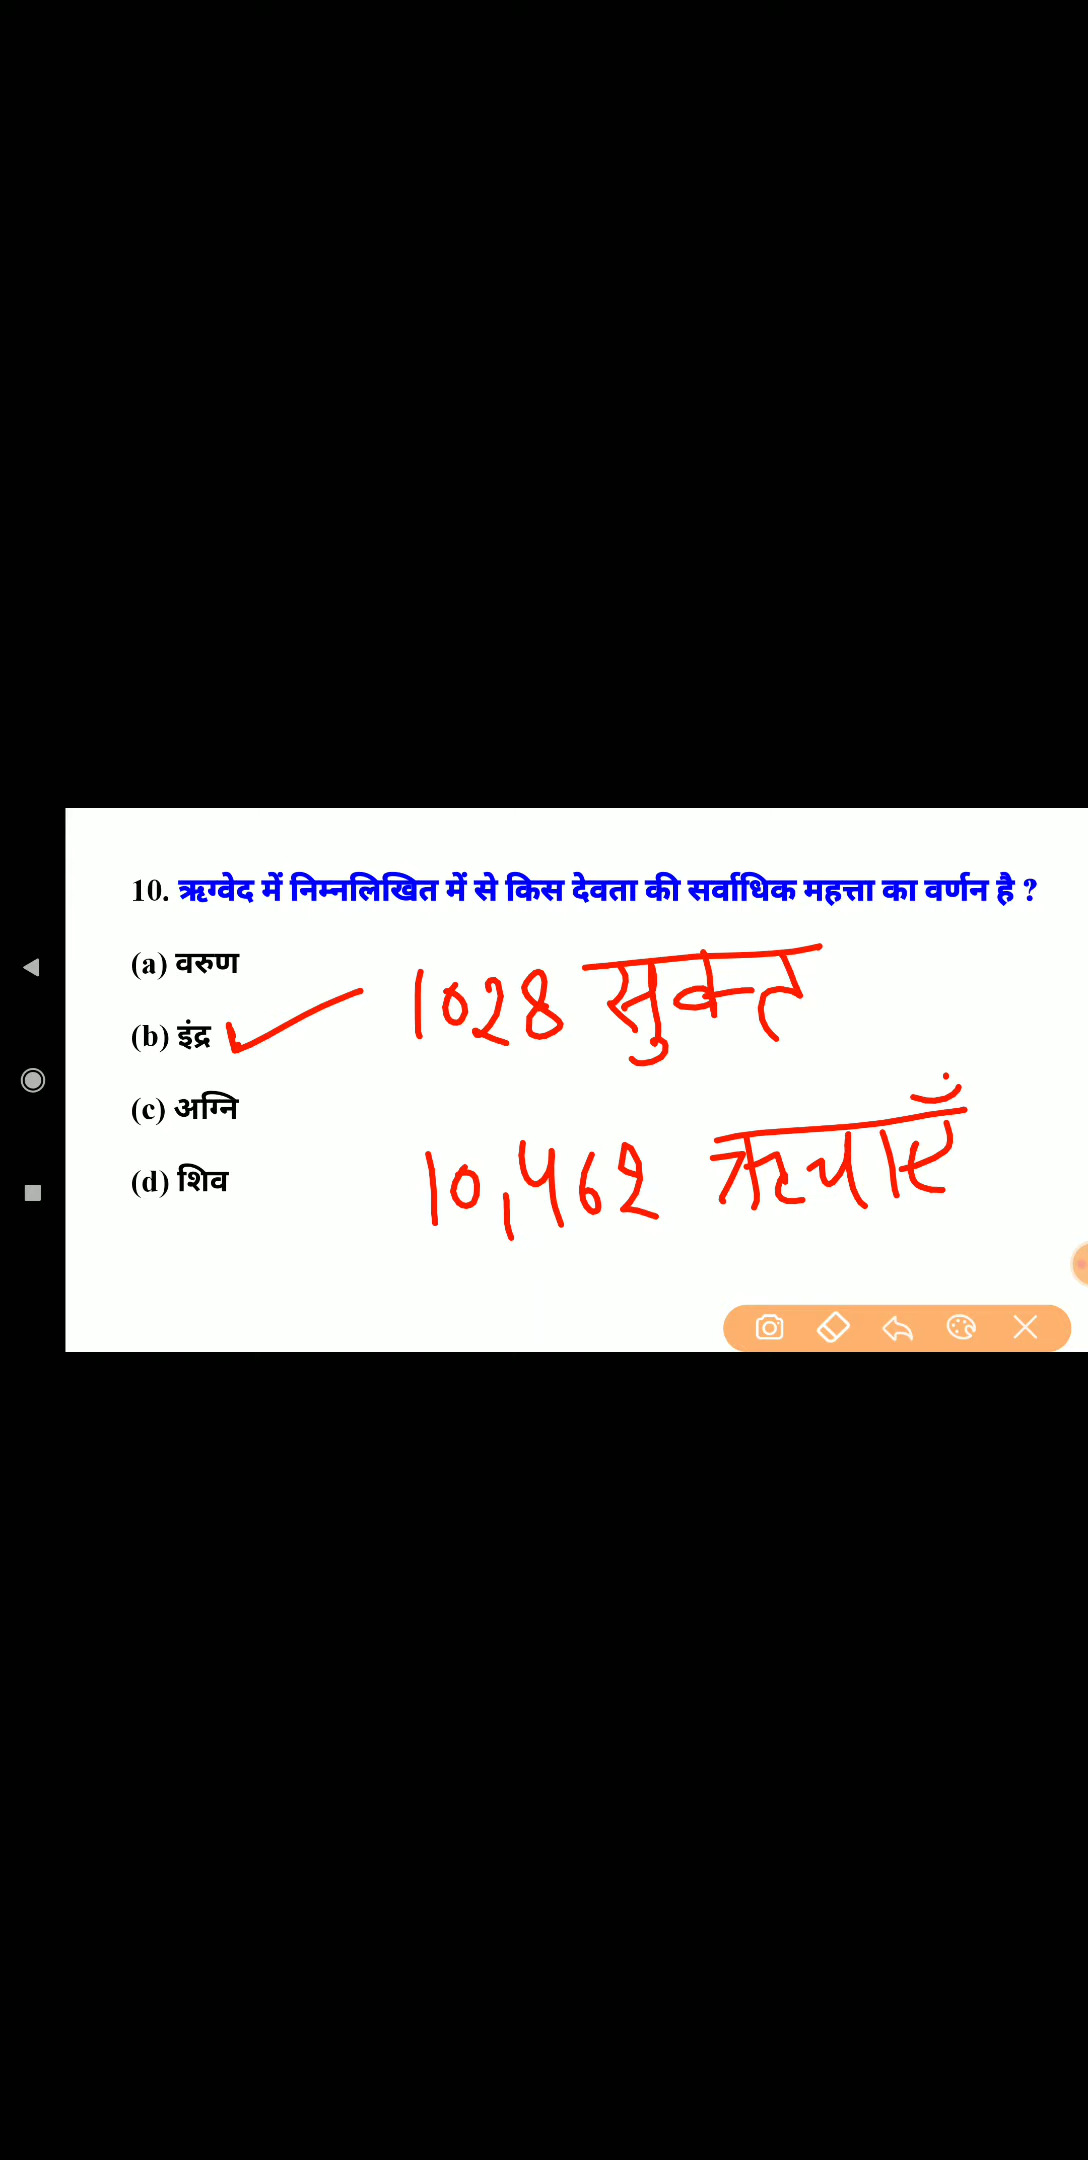 10. ऋग्वेद में निम्नलिखित में से किस देवता की सर्वाधिक महत्ता का वर्णन है ?
(a) वरुण
1028 सुक्त
(b) इंद्र
(c) अग्नि
10,462 ऋचाएँ
(d) शिव